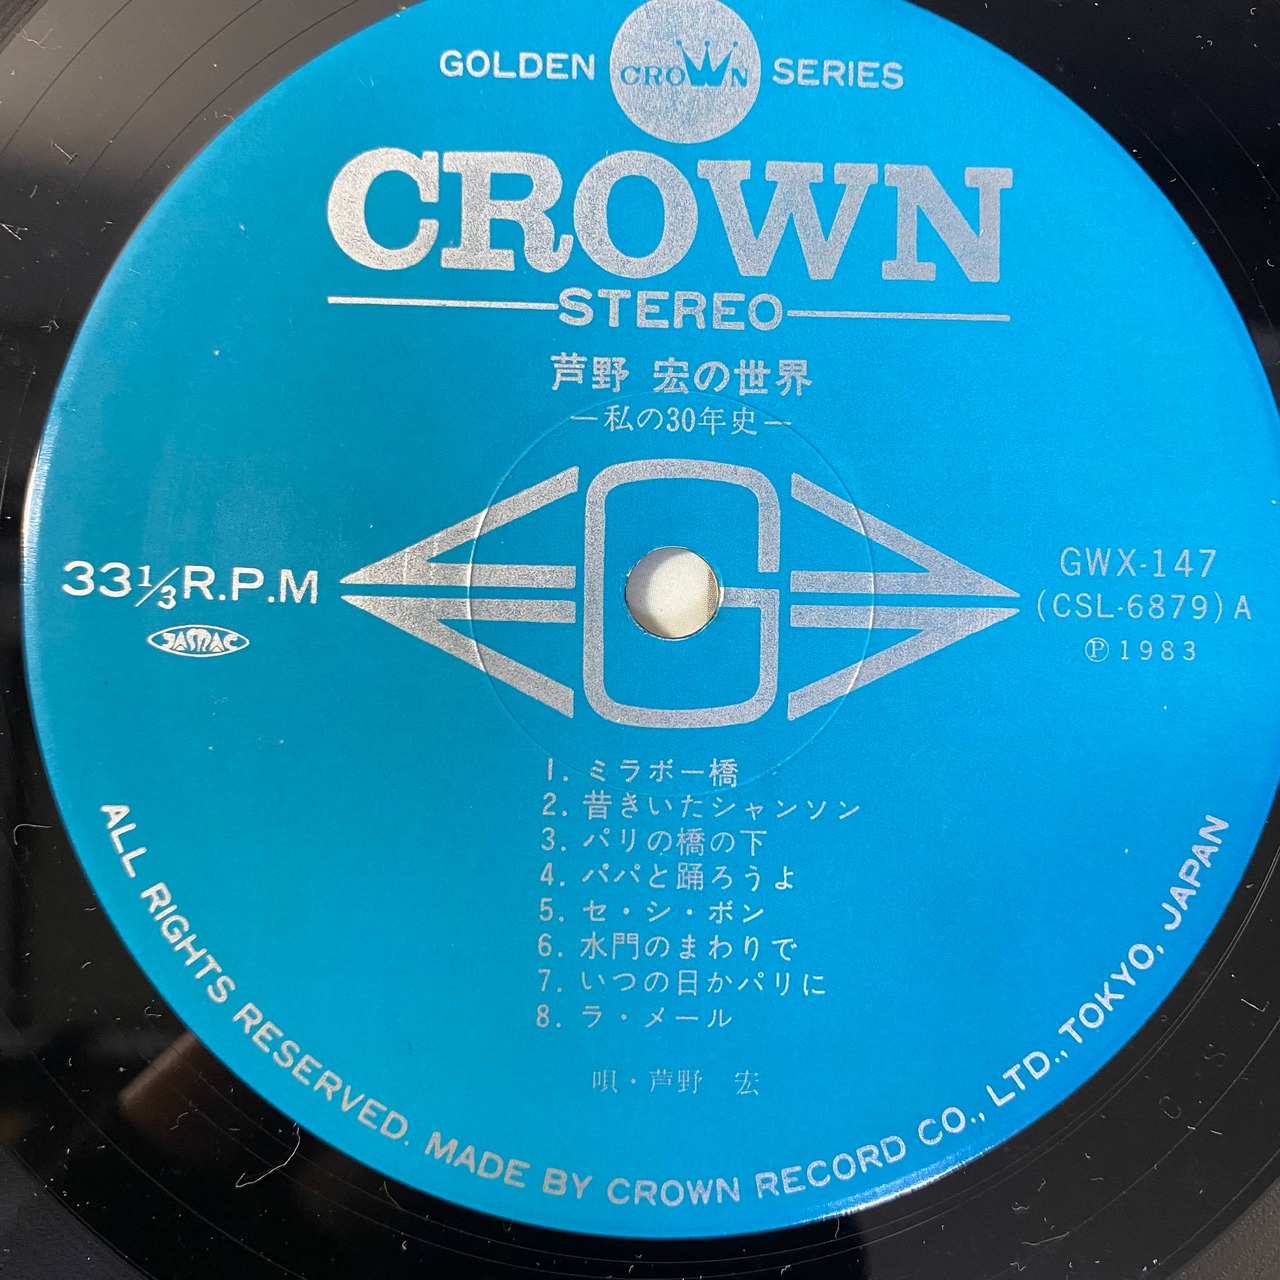 GOLDEN CROWN SERIES
CROWN
STEREO
芦野 宏の世界
—私の30年史—
33⅓R.P.M
JASRAC
GWX-147
(CSL-6879)A
Ⓟ1983
1. ミラボー橋
2. 昔きいたシャンソン
3. パリの橋の下
4. パパと踊ろうよ
5. セ・シ・ボン
6. 水門のまわりで
7. いつの日かパリに
8. ラ・メール
唄・芦野 宏
ALL RIGHTS RESERVED. MADE BY CROWN RECORD CO., LTD., TOKYO, JAPAN